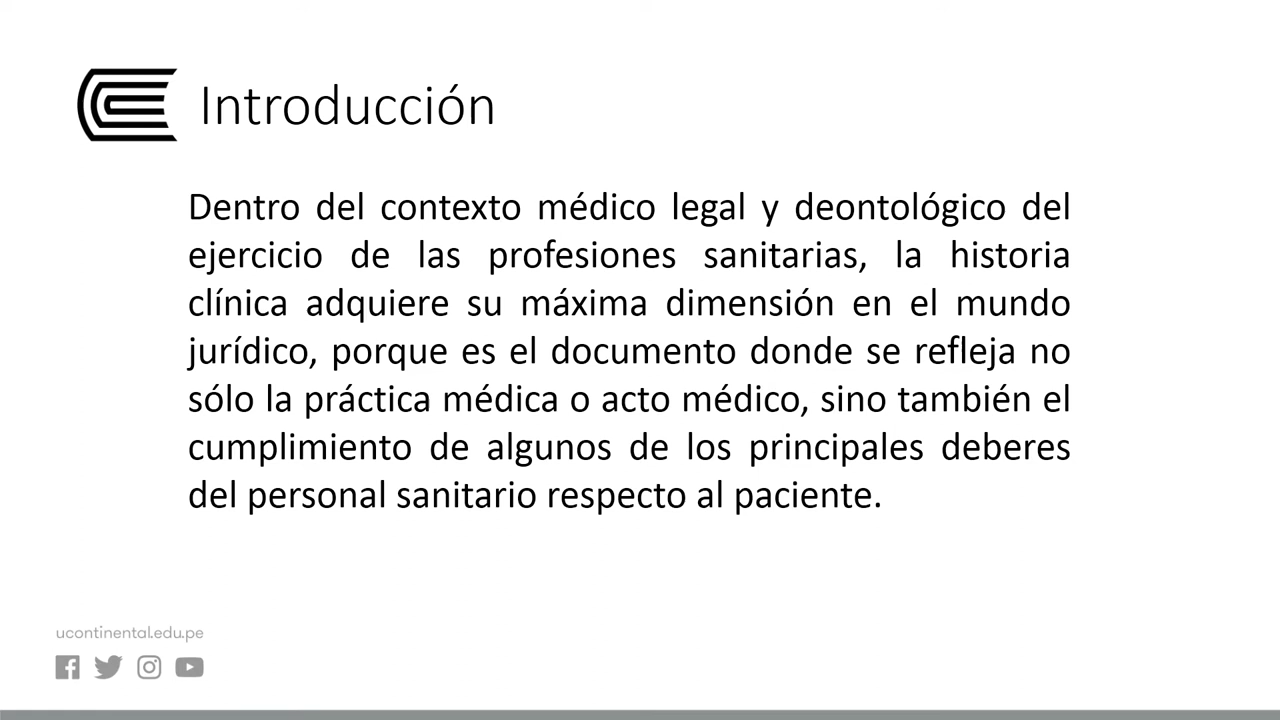 Introducción
Dentro del contexto médico legal y deontológico del
ejercicio de las profesiones sanitarias, la historia
clínica adquiere su máxima dimensión en el mundo
jurídico, porque es el documento donde se refleja no
sólo la práctica médica o acto médico, sino también el
cumplimiento de algunos de los principales deberes
del personal sanitario respecto al paciente.
ucontinental.edu.pe